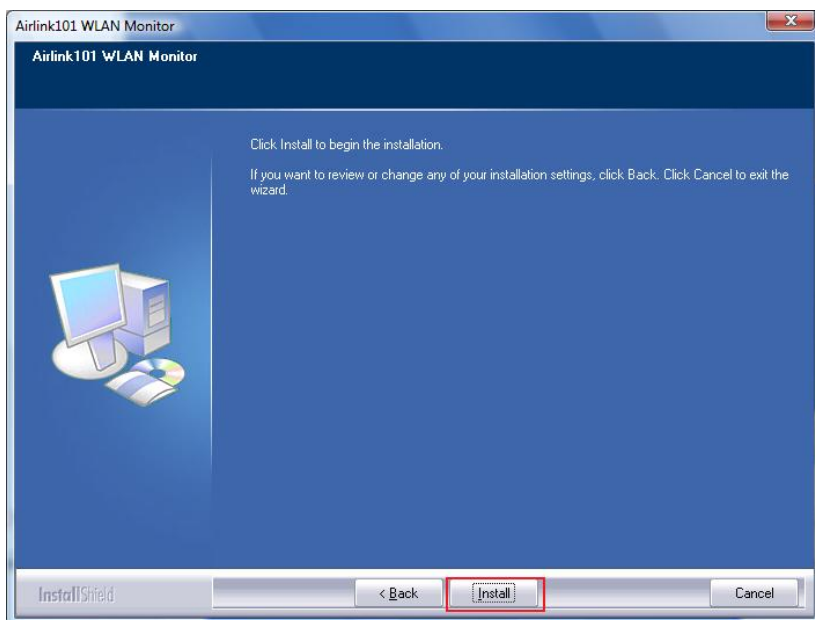 Airlink101 WLAN Monitor
X
Airlink101 WLAN Monitor
Click Install to begin the installation.
If you want to review or change any of your installation settings, click Back. Click Cancel to exit the
wizard.
InstallShield
< Back
Install
Cancel